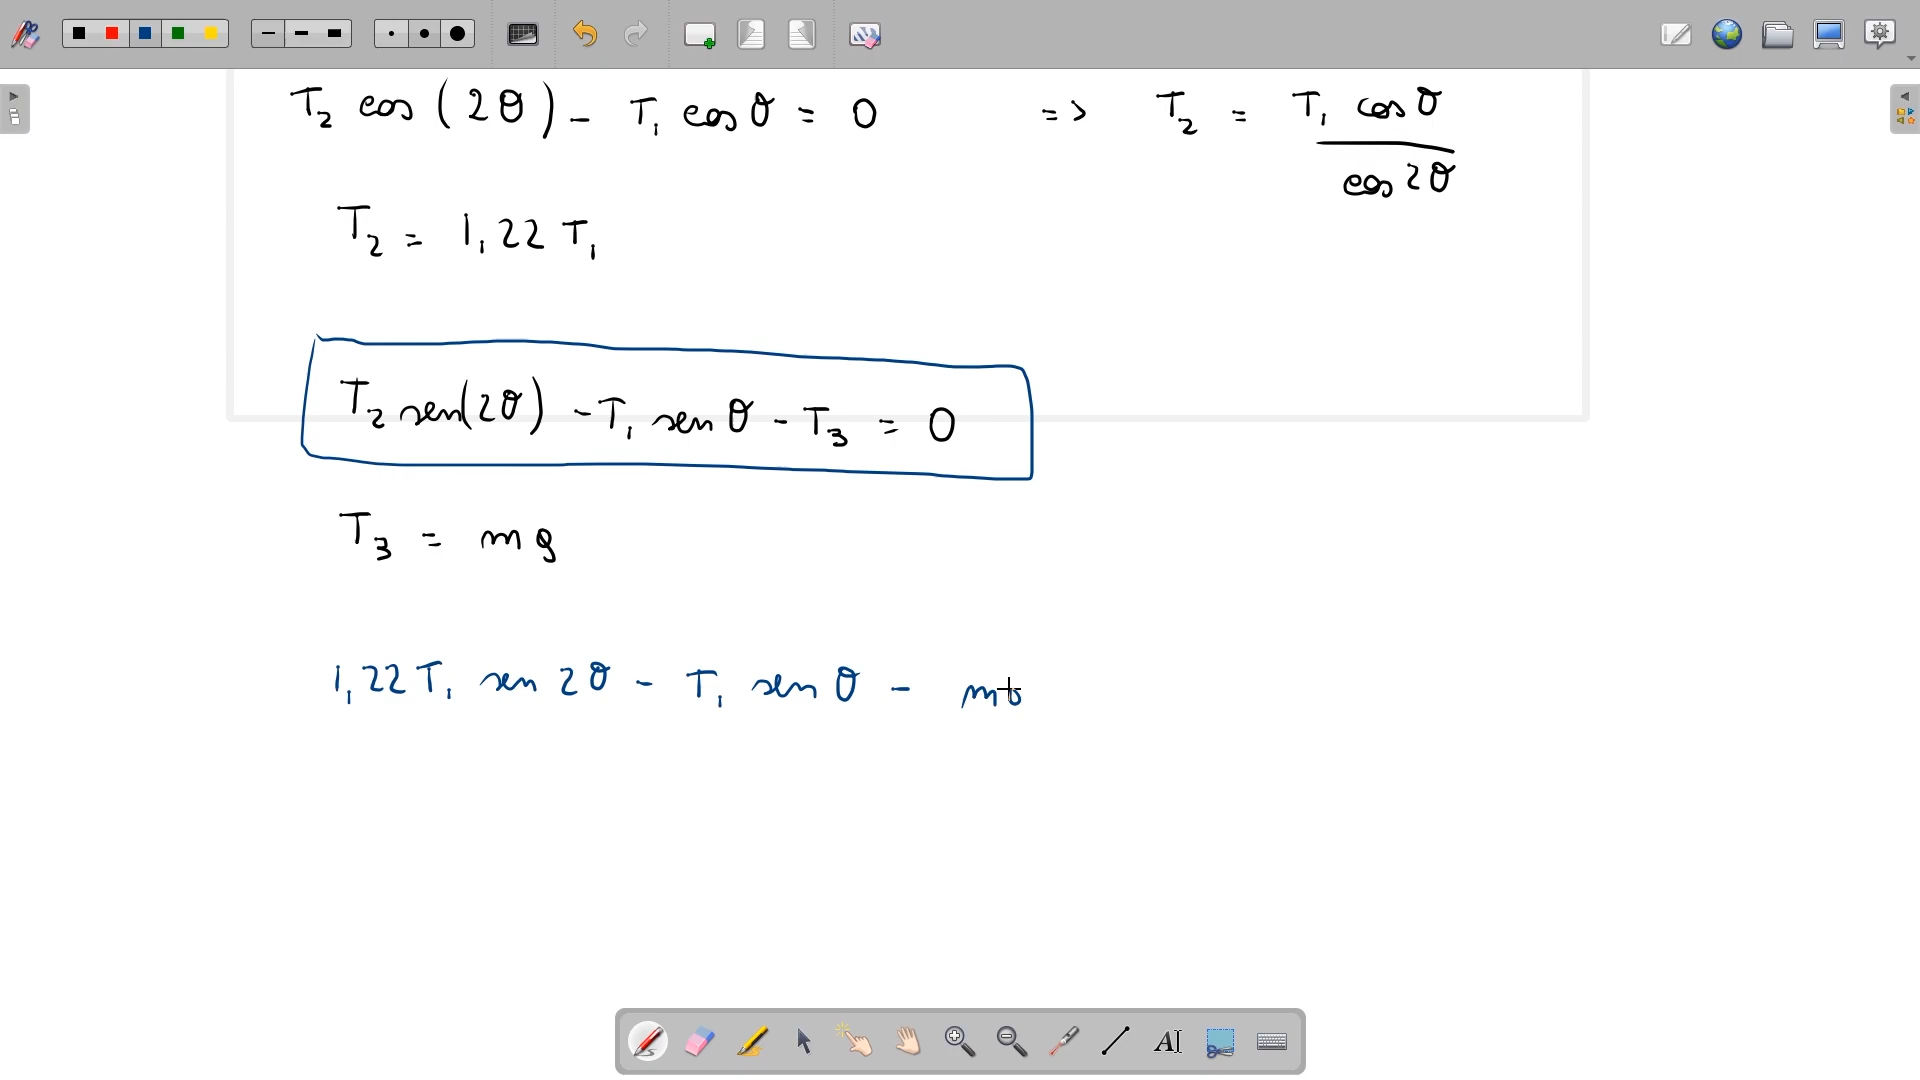 T₂ cos (2θ) - T₁ cos θ = 0 => T₂ = T₁ cos θ / cos 2θ
T₂ = 1,22 T₁
T₂ sen(2θ) - T₁ sen θ - T₃ = 0
T₃ = mg
1,22 T₁ sen 2θ - T₁ sen θ - m